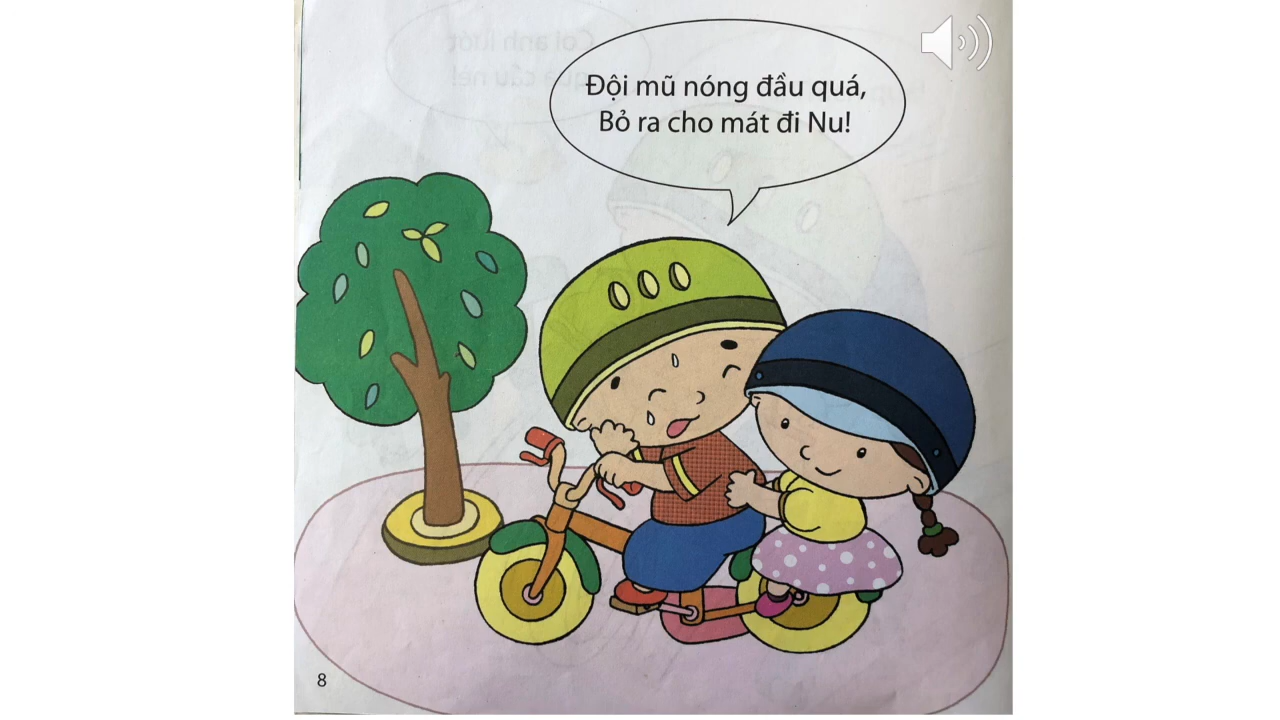 Đội mũ nóng đầu quá,
Bỏ ra cho mát đi Nu!
8